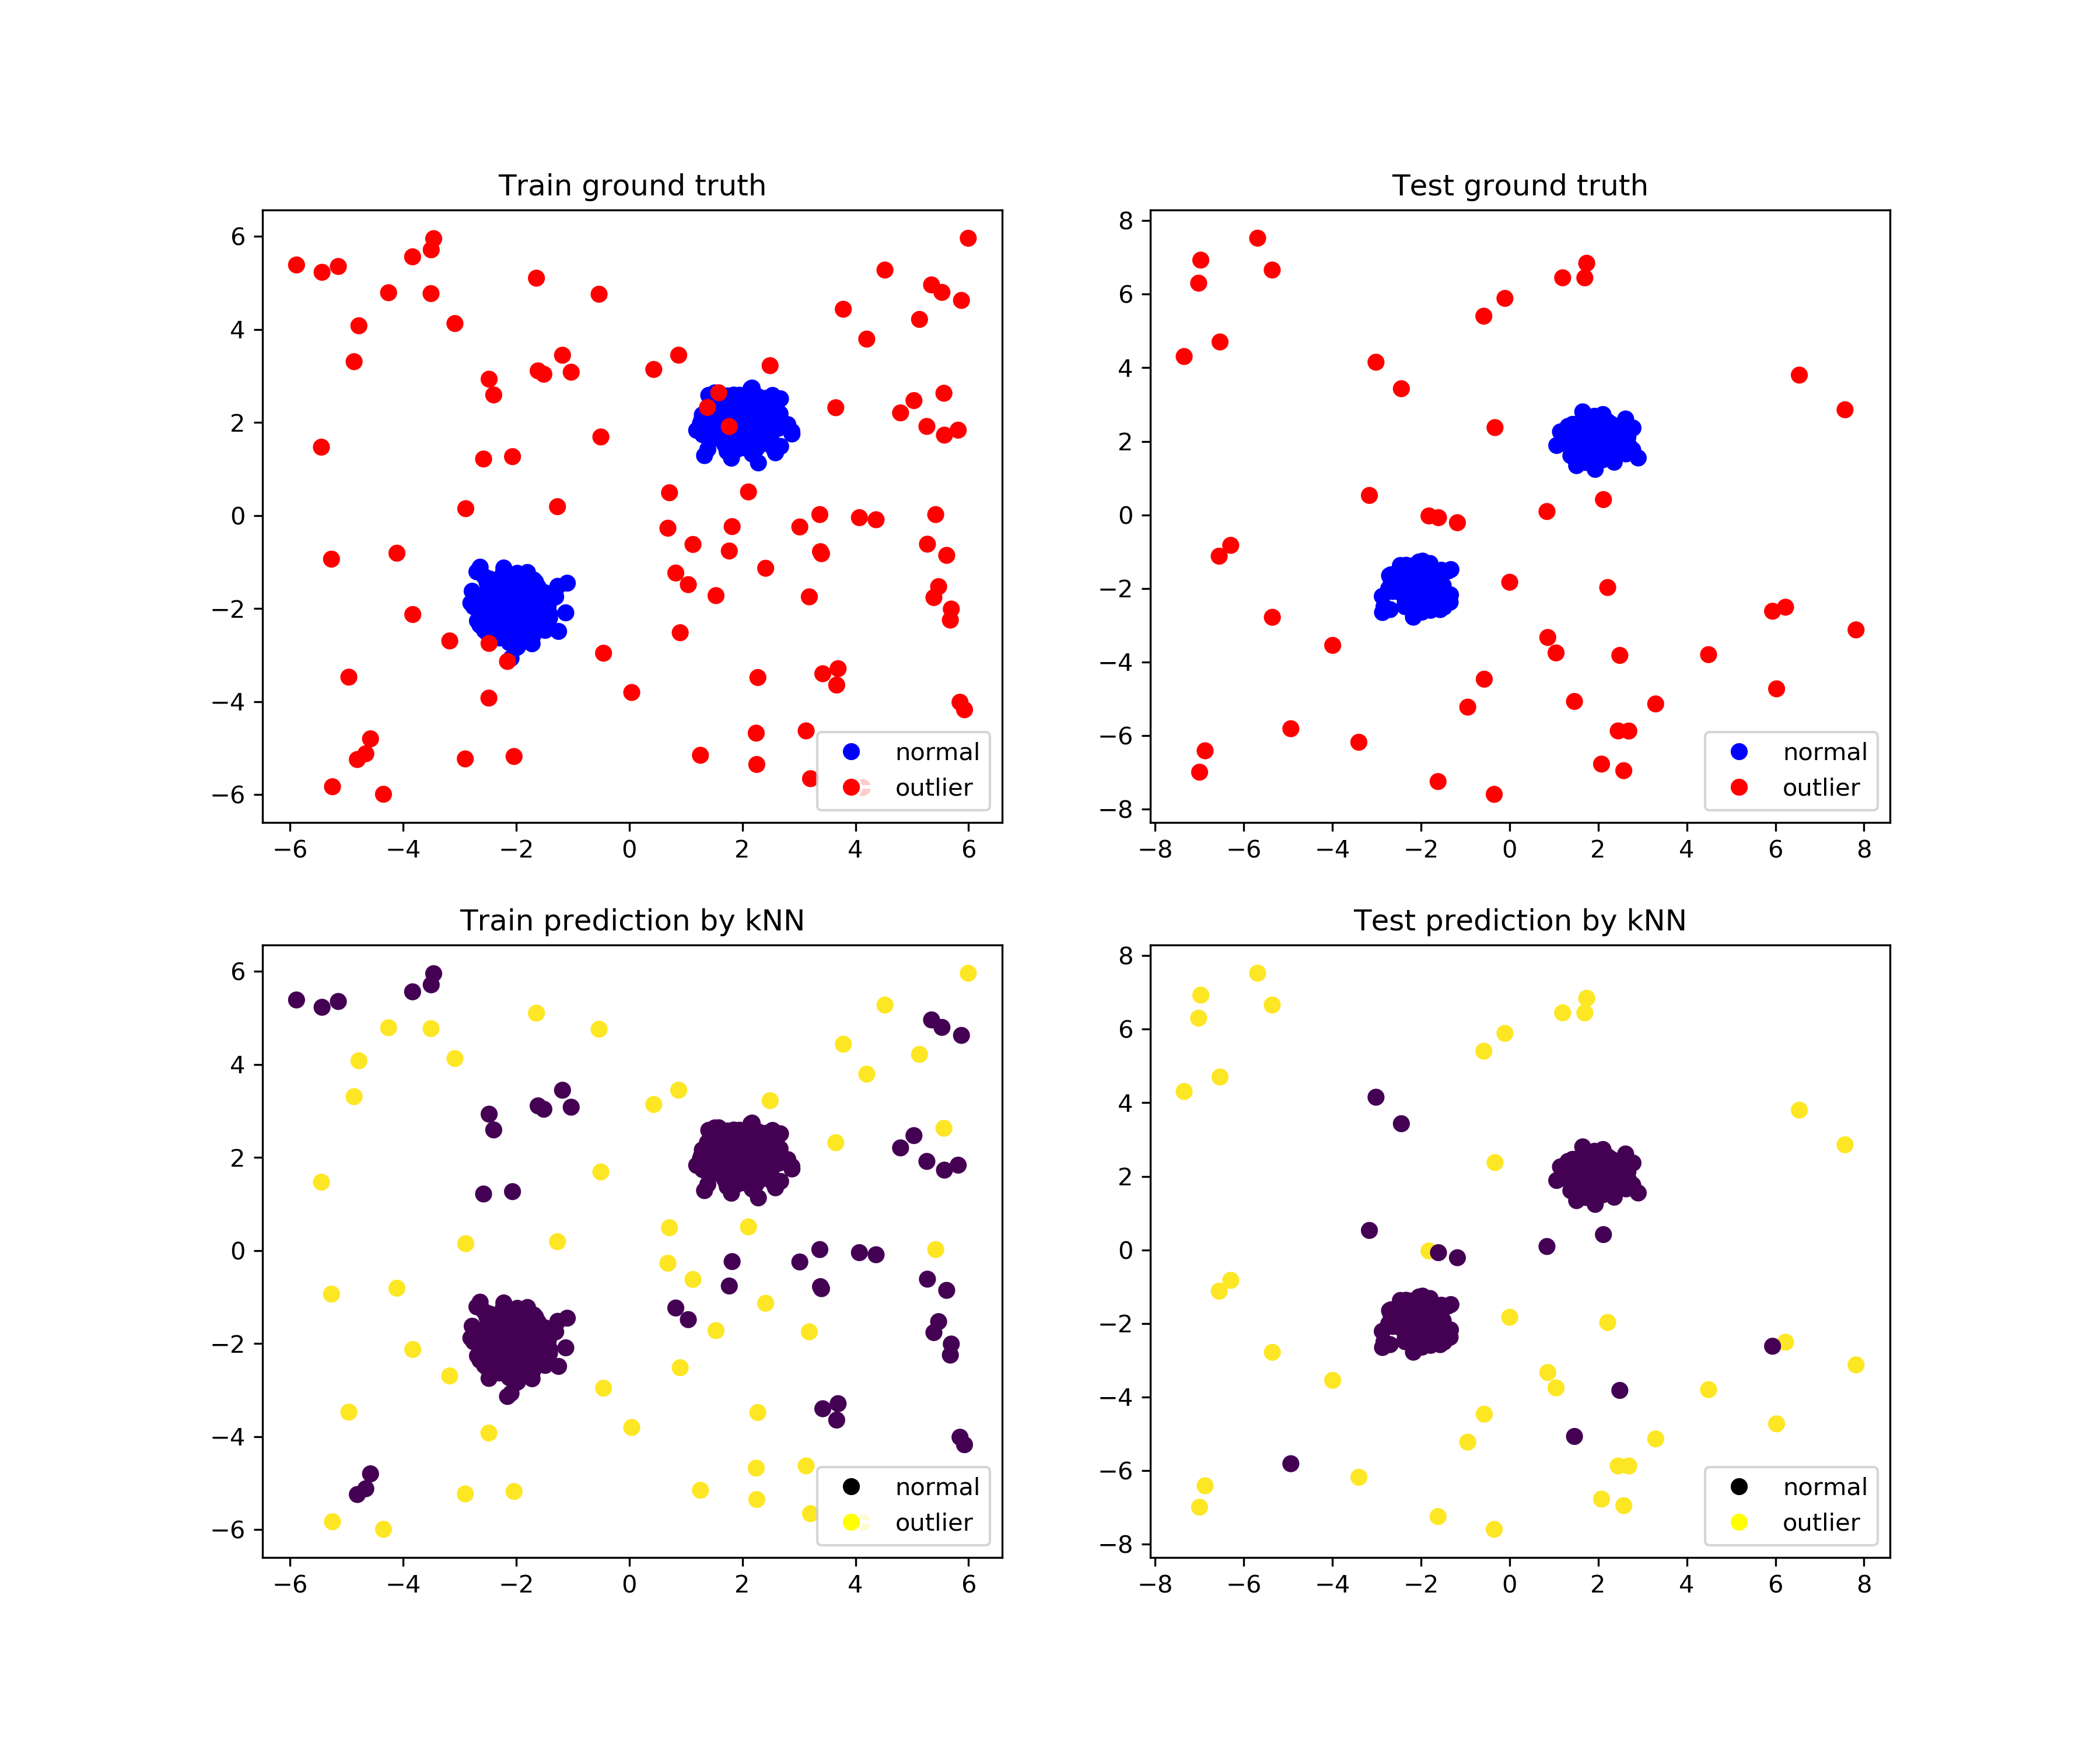 Train ground truth
6
4
2
0
−2
−4
−6
−6 −4 −2 0 2 4 6
normal
outlier
Test ground truth
8
6
4
2
0
−2
−4
−6
−8
−8 −6 −4 −2 0 2 4 6 8
normal
outlier
Train prediction by kNN
6
4
2
0
−2
−4
−6
−6 −4 −2 0 2 4 6
normal
outlier
Test prediction by kNN
8
6
4
2
0
−2
−4
−6
−8
−8 −6 −4 −2 0 2 4 6 8
normal
outlier